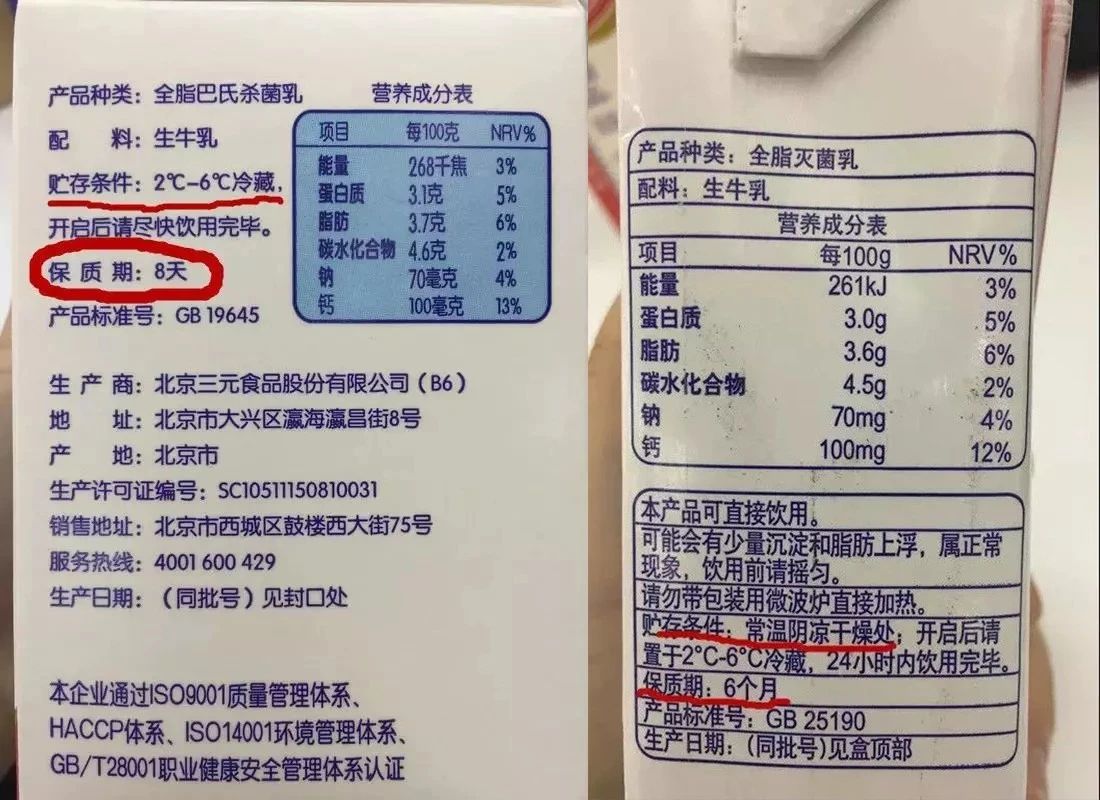 产品种类：全脂巴氏杀菌乳
配 料：生牛乳
贮存条件：2℃-6℃冷藏，
开启后请尽快饮用完毕。
保 质 期：8天
产品标准号：GB 19645
营养成分表
项目 每100克 NRV%
能量 268千焦 3%
蛋白质 3.1克 5%
脂肪 3.7克 6%
碳水化合物 4.6克 2%
钠 70毫克 4%
钙 100毫克 13%
生 产 商：北京三元食品股份有限公司（B6）
地 址：北京市大兴区瀛海瀛昌街8号
产 地：北京市
生产许可证编号：SC10511150810031
销售地址：北京市西城区鼓楼西大街75号
服务热线：4001 600 429
生产日期：（同批号）见封口处
本企业通过ISO9001质量管理体系、
HACCP体系、ISO14001环境管理体系、
GB/T28001职业健康安全管理体系认证
产品种类：全脂灭菌乳
配料：生牛乳
营养成分表
项目 每100g NRV%
能量 261kJ 3%
蛋白质 3.0g 5%
脂肪 3.6g 6%
碳水化合物 4.5g 2%
钠 70mg 4%
钙 100mg 12%
本产品可直接饮用。
可能会有少量沉淀和脂肪上浮，属正常
现象，饮用前请摇匀。
请勿带包装用微波炉直接加热。
贮存条件：常温阴凉干燥处；开启后请
置于2°C-6°C冷藏，24小时内饮用完毕。
保质期：6个月
产品标准号：GB 25190
生产日期：(同批号)见盒顶部